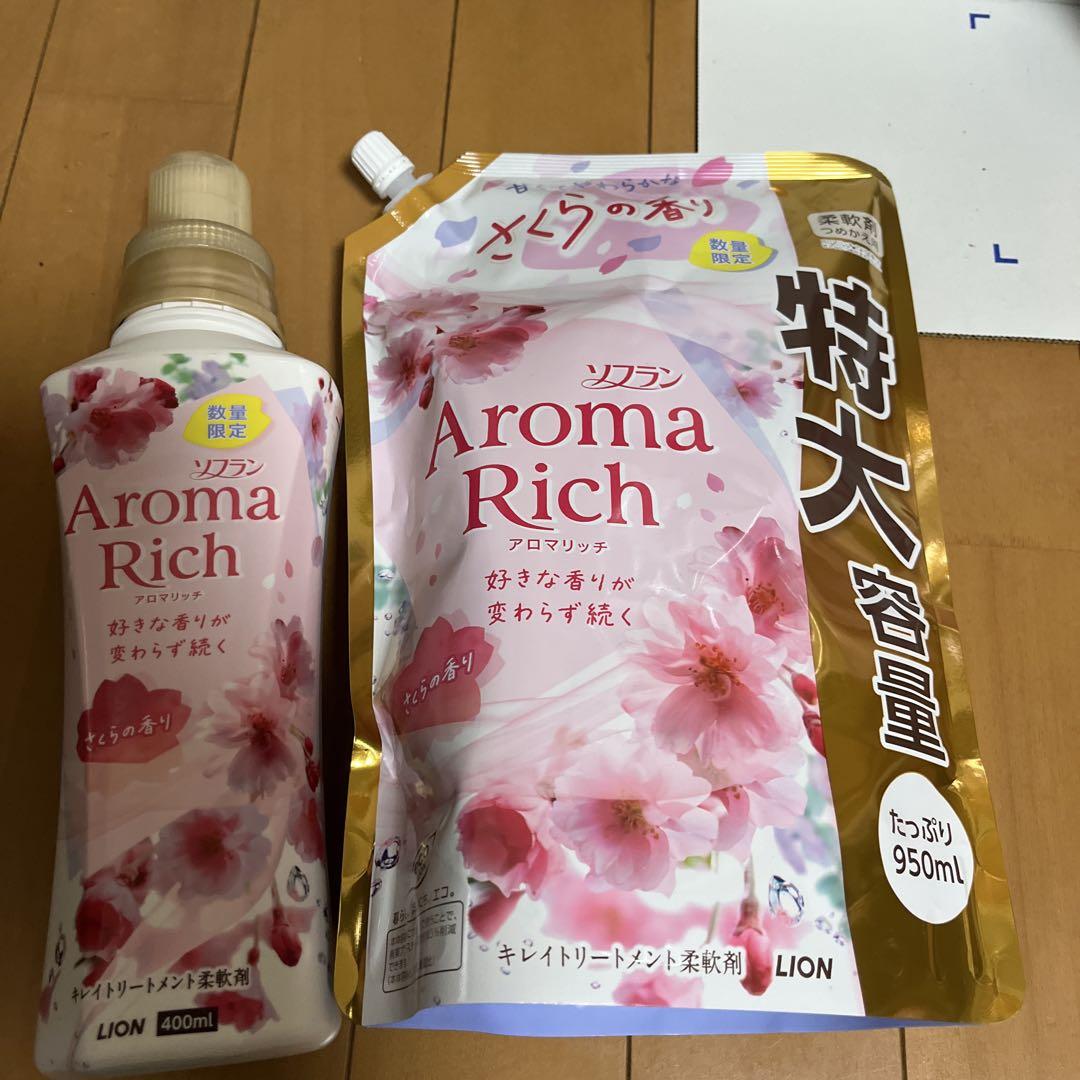 数量
限定
ソフラン
Aroma
Rich
アロマリッチ
好きな香りが
変わらず続く
さくらの香り
キレイトリートメント柔軟剤
LION 400ml
さくらの香り
数量
限定
柔軟剤
つめかえ用
特大容量
ソフラン
Aroma
Rich
アロマリッチ
好きな香りが
変わらず続く
さくらの香り
たっぷり
950ml
エコ。
キレイトリートメント柔軟剤
LION